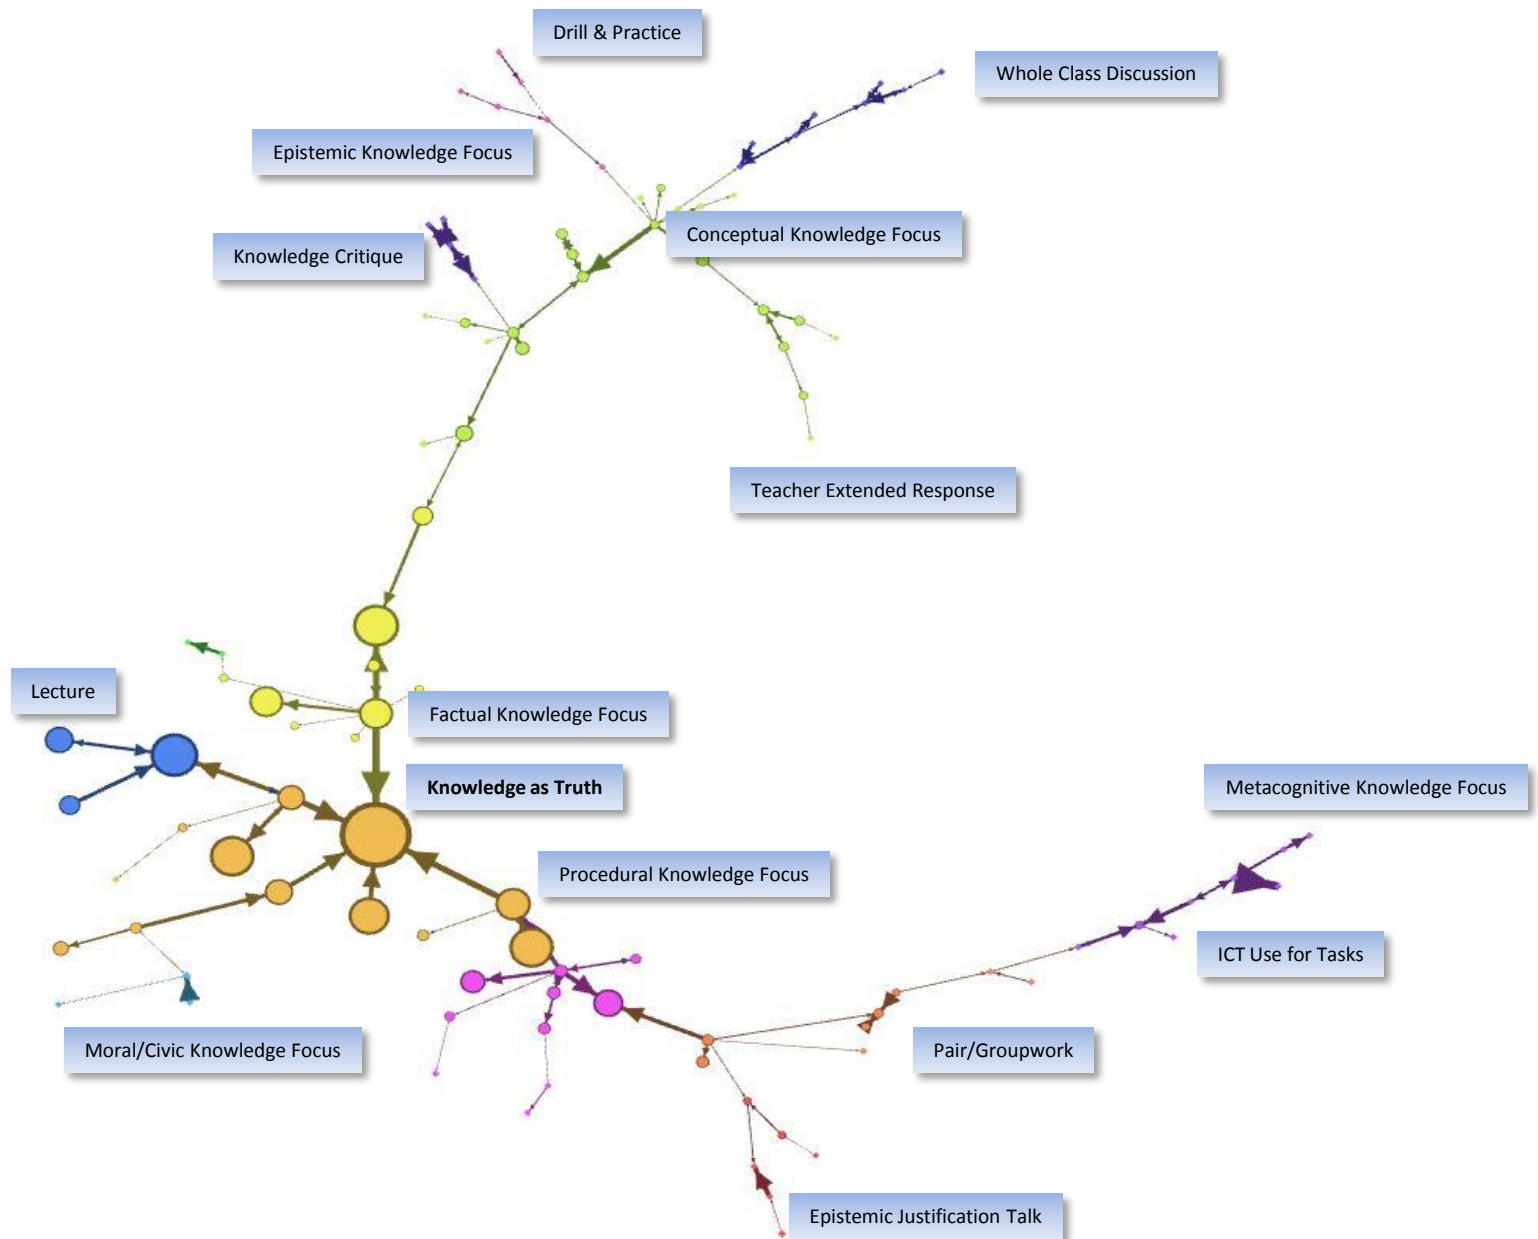 Drill & Practice
Whole Class Discussion
Epistemic Knowledge Focus
Conceptual Knowledge Focus
Knowledge Critique
Teacher Extended Response
Lecture
Factual Knowledge Focus
Knowledge as Truth
Metacognitive Knowledge Focus
Procedural Knowledge Focus
ICT Use for Tasks
Moral/Civic Knowledge Focus
Pair/Groupwork
Epistemic Justification Talk